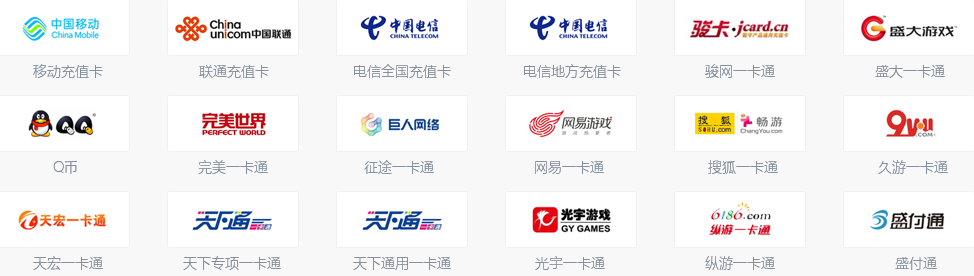 中国移动
China Mobile
China
unicom中国联通
中国电信
CHINA TELECOM
中国电信
CHINA TELECOM
骏卡·jcard.cn
盛大游戏
移动充值卡
联通充值卡
电信全国充值卡
电信地方充值卡
骏网一卡通
盛大一卡通
QQ
完美世界
PERFECT WORLD
巨人网络
网易游戏
搜狐
SOHU.com
畅游
ChangYou.com
9you
.COM
Q币
完美一卡通
征途一卡通
网易一卡通
搜狐一卡通
久游一卡通
天宏一卡通
天下通
一卡通
天下通
一卡通
光宇游戏
GY GAMES
6186.com
纵游一卡通
盛付通
天宏一卡通
天下专项一卡通
天下通用一卡通
光宇一卡通
纵游一卡通
盛付通